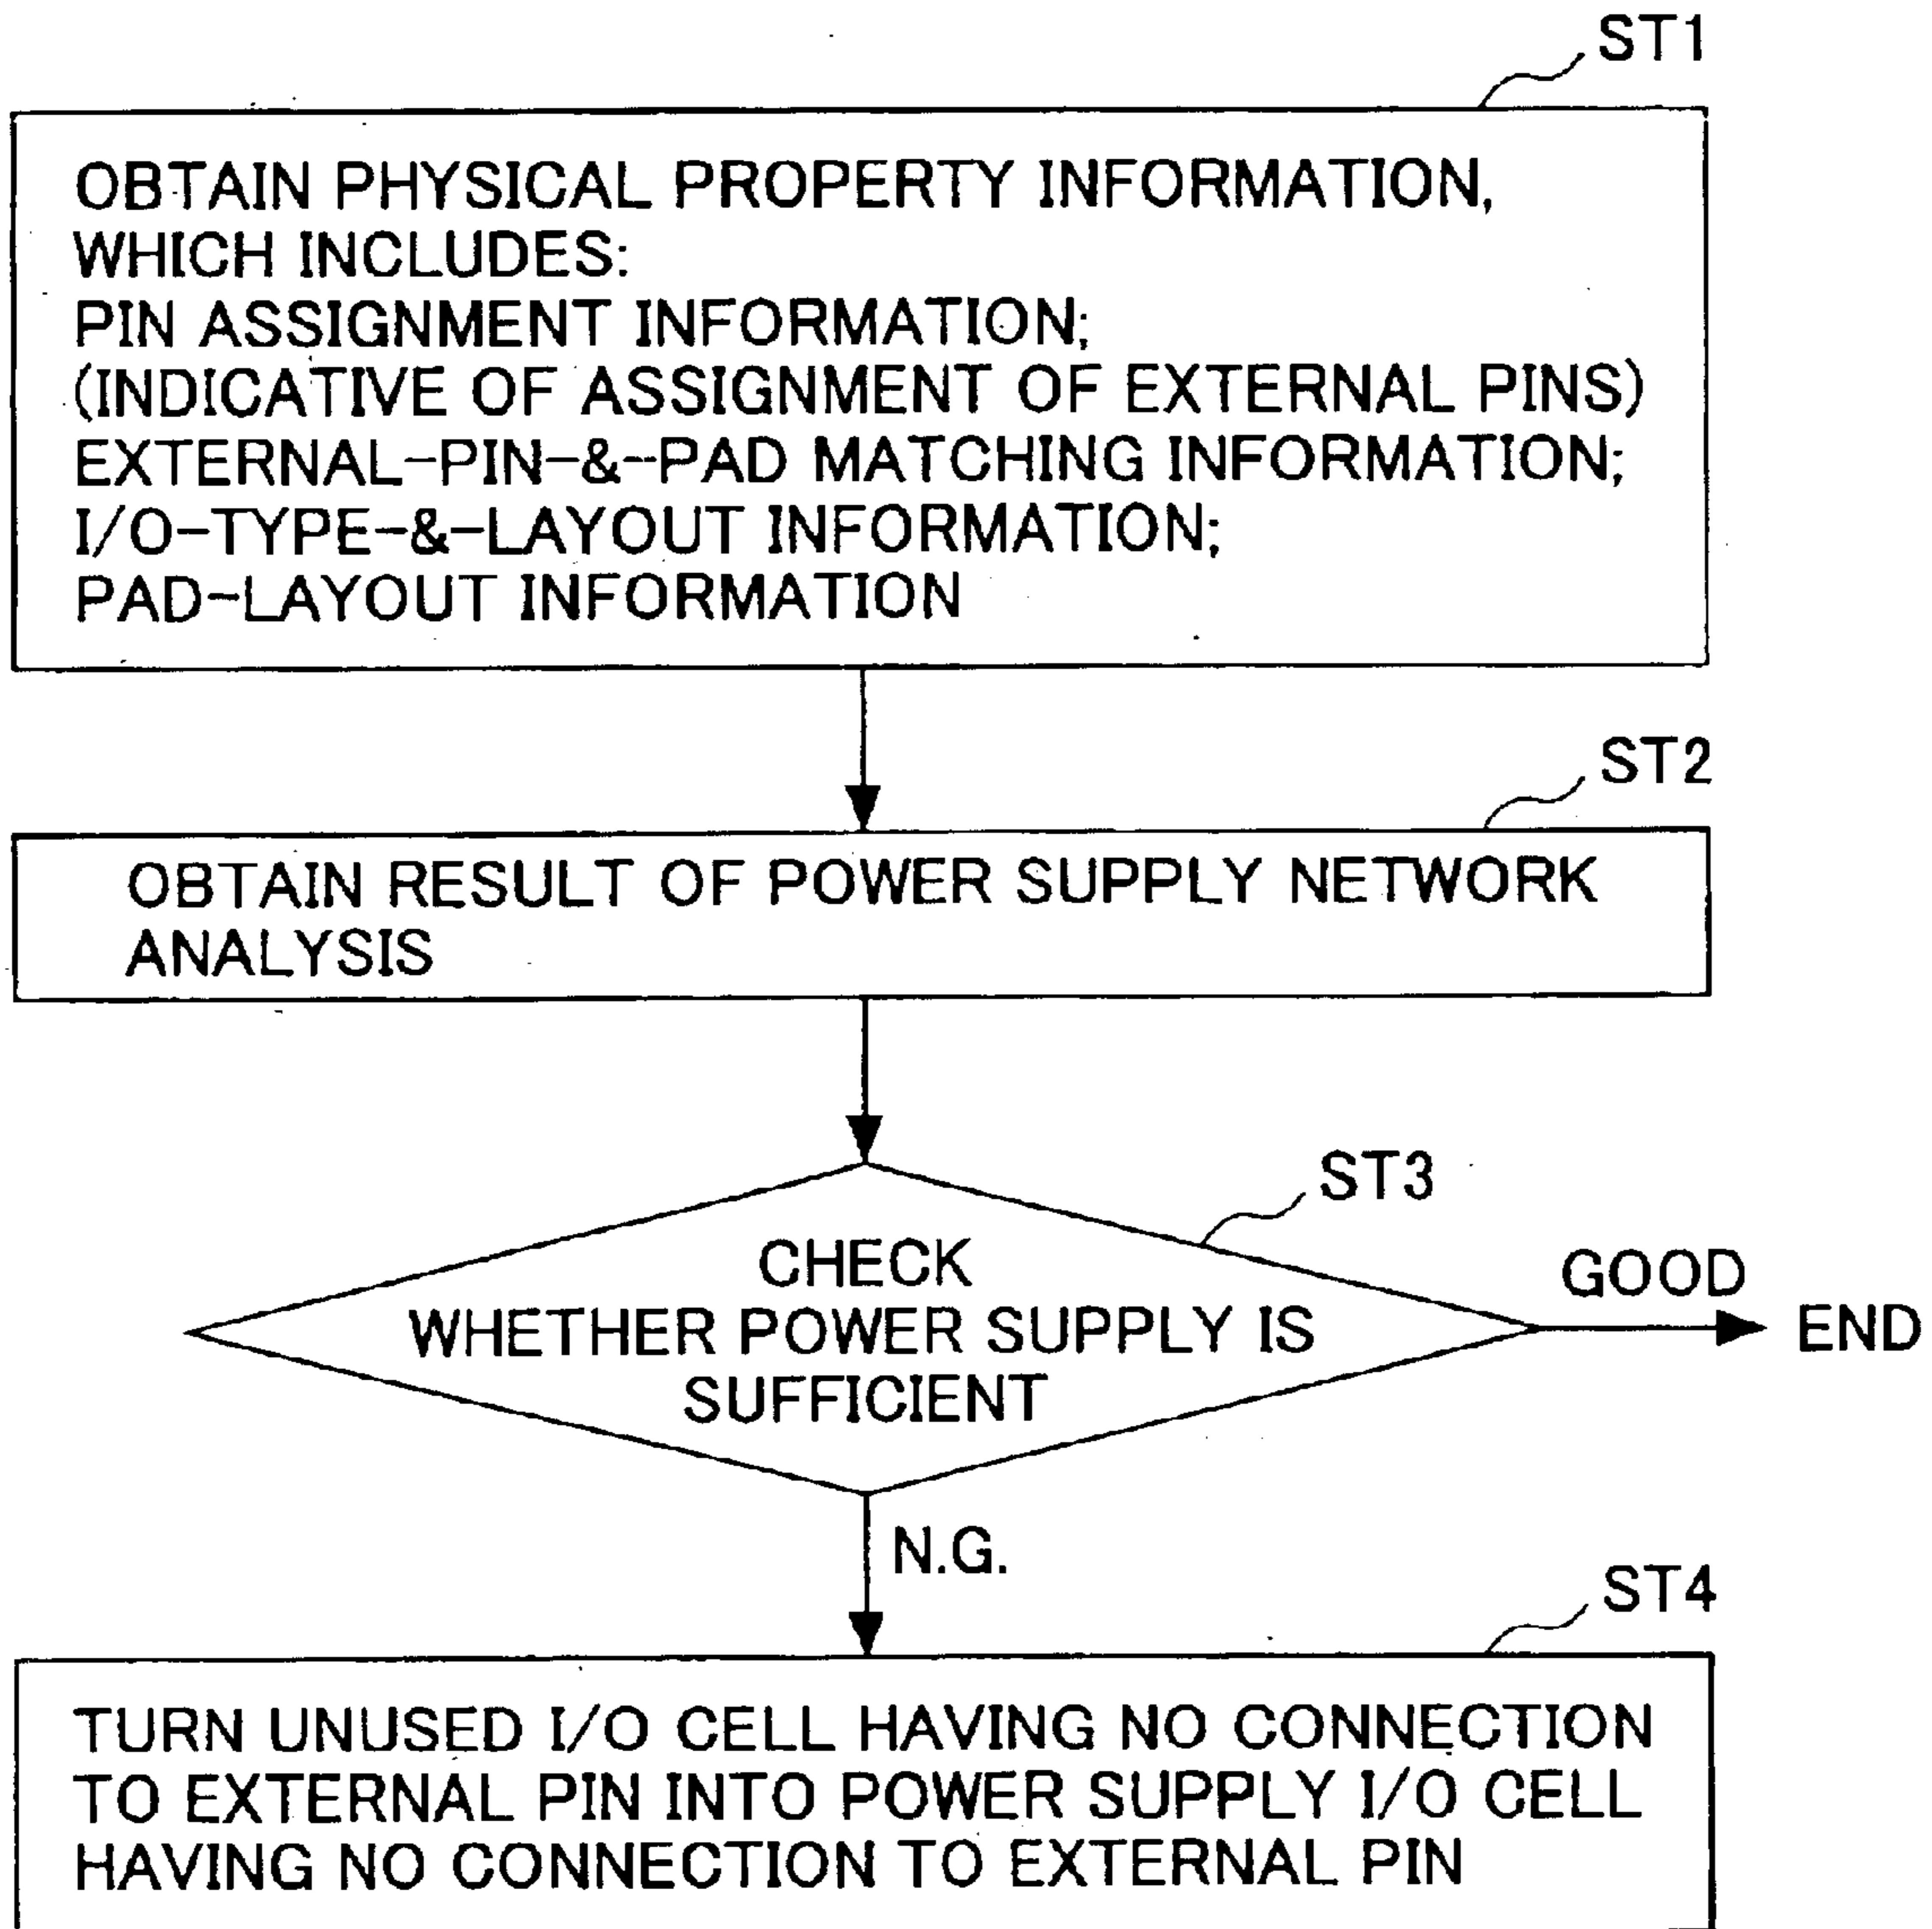 ST1
OBTAIN PHYSICAL PROPERTY INFORMATION,
WHICH INCLUDES:
PIN ASSIGNMENT INFORMATION;
(INDICATIVE OF ASSIGNMENT OF EXTERNAL PINS)
EXTERNAL-PIN-&-PAD MATCHING INFORMATION;
I/O-TYPE-&-LAYOUT INFORMATION;
PAD-LAYOUT INFORMATION
ST2
OBTAIN RESULT OF POWER SUPPLY NETWORK
ANALYSIS
ST3
CHECK
WHETHER POWER SUPPLY IS
SUFFICIENT
GOOD
END
N.G.
ST4
TURN UNUSED I/O CELL HAVING NO CONNECTION
TO EXTERNAL PIN INTO POWER SUPPLY I/O CELL
HAVING NO CONNECTION TO EXTERNAL PIN